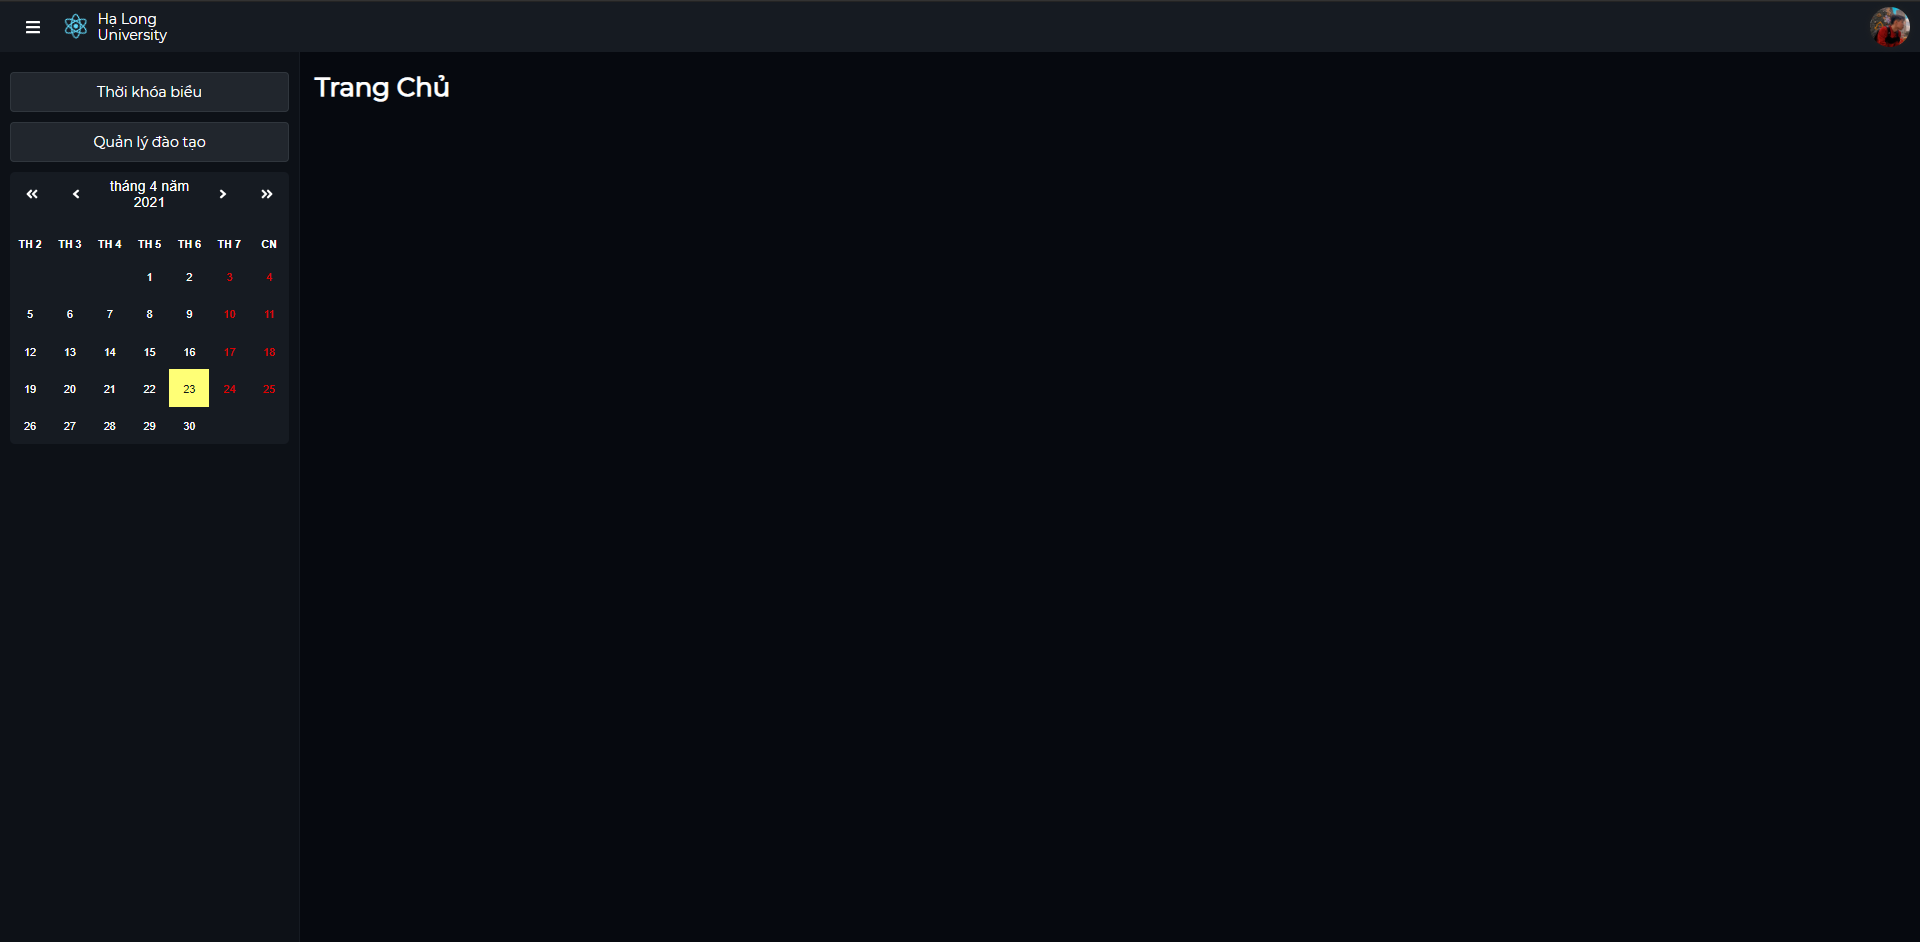 Hạ Long
University
Thời khóa biểu
Quản lý đào tạo
« ‹ tháng 4 năm 2021 › »
TH 2 TH 3 TH 4 TH 5 TH 6 TH 7 CN
1 2 3 4
5 6 7 8 9 10 11
12 13 14 15 16 17 18
19 20 21 22 23 24 25
26 27 28 29 30
Trang Chủ